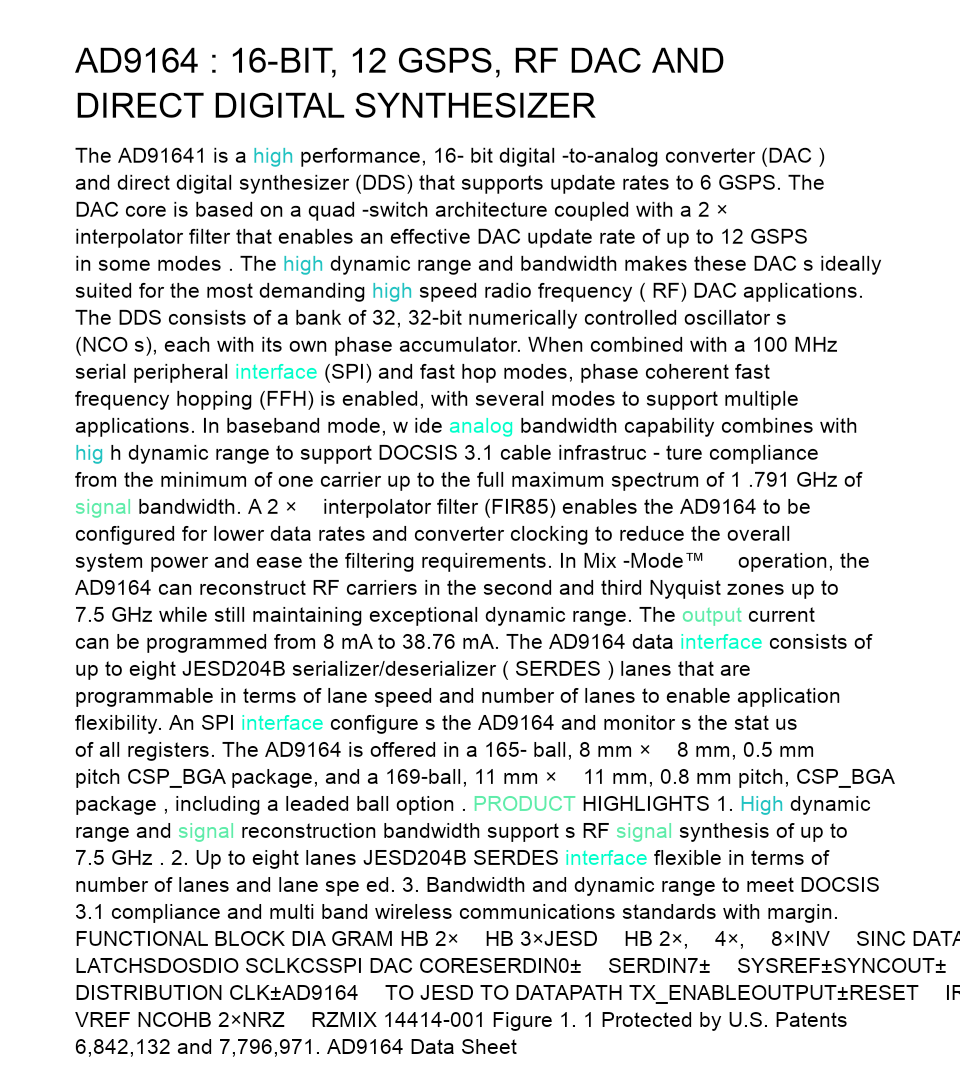 AD9164 : 16-BIT, 12 GSPS, RF DAC AND
DIRECT DIGITAL SYNTHESIZER
The AD91641 is a high performance, 16- bit digital -to-analog converter (DAC )
and direct digital synthesizer (DDS) that supports update rates to 6 GSPS. The
DAC core is based on a quad -switch architecture coupled with a 2 ×
interpolator filter that enables an effective DAC update rate of up to 12 GSPS
in some modes . The high dynamic range and bandwidth makes these DAC s ideally
suited for the most demanding high speed radio frequency ( RF) DAC applications.
The DDS consists of a bank of 32, 32-bit numerically controlled oscillator s
(NCO s), each with its own phase accumulator. When combined with a 100 MHz
serial peripheral interface (SPI) and fast hop modes, phase coherent fast
frequency hopping (FFH) is enabled, with several modes to support multiple
applications. In baseband mode, w ide analog bandwidth capability combines with
hig h dynamic range to support DOCSIS 3.1 cable infrastruc - ture compliance
from the minimum of one carrier up to the full maximum spectrum of 1 .791 GHz of
signal bandwidth. A 2 × interpolator filter (FIR85) enables the AD9164 to be
configured for lower data rates and converter clocking to reduce the overall
system power and ease the filtering requirements. In Mix -Mode™ operation, the
AD9164 can reconstruct RF carriers in the second and third Nyquist zones up to
7.5 GHz while still maintaining exceptional dynamic range. The output current
can be programmed from 8 mA to 38.76 mA. The AD9164 data interface consists of
up to eight JESD204B serializer/deserializer ( SERDES ) lanes that are
programmable in terms of lane speed and number of lanes to enable application
flexibility. An SPI interface configure s the AD9164 and monitor s the stat us
of all registers. The AD9164 is offered in a 165- ball, 8 mm × 8 mm, 0.5 mm
pitch CSP_BGA package, and a 169-ball, 11 mm × 11 mm, 0.8 mm pitch, CSP_BGA
package , including a leaded ball option . PRODUCT HIGHLIGHTS 1. High dynamic
range and signal reconstruction bandwidth support s RF signal synthesis of up to
7.5 GHz . 2. Up to eight lanes JESD204B SERDES interface flexible in terms of
number of lanes and lane spe ed. 3. Bandwidth and dynamic range to meet DOCSIS
3.1 compliance and multi band wireless communications standards with margin.
FUNCTIONAL BLOCK DIA GRAM HB 2× HB 3×JESD HB 2×, 4×, 8×INV SINC DATA
LATCHSDOSDIO SCLKCSSPI DAC CORESERDIN0± SERDIN7± SYSREF±SYNCOUT±
DISTRIBUTION CLK±AD9164 TO JESD TO DATAPATH TX_ENABLEOUTPUT±RESET
VREF NCOHB 2×NRZ RZMIX 14414-001 Figure 1. 1 Protected by U.S. Patents
6,842,132 and 7,796,971. AD9164 Data Sheet